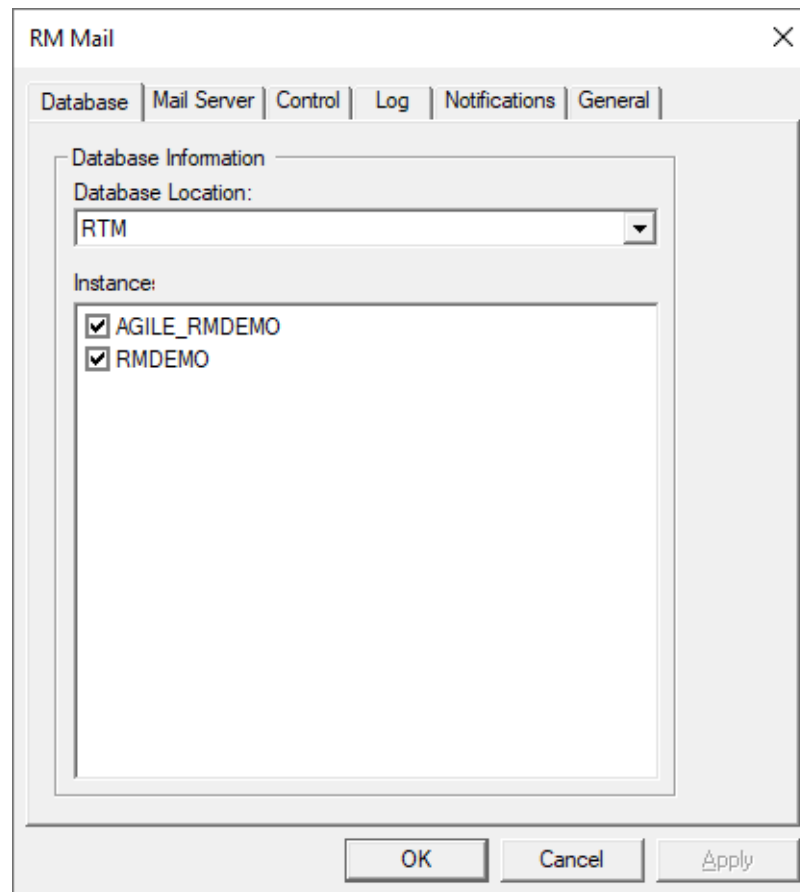 RM Mail
Database Mail Server Control Log Notifications General
Database Information
Database Location:
RTM
Instances
AGILE_RMDEMO
RMDEMO
OK Cancel Apply